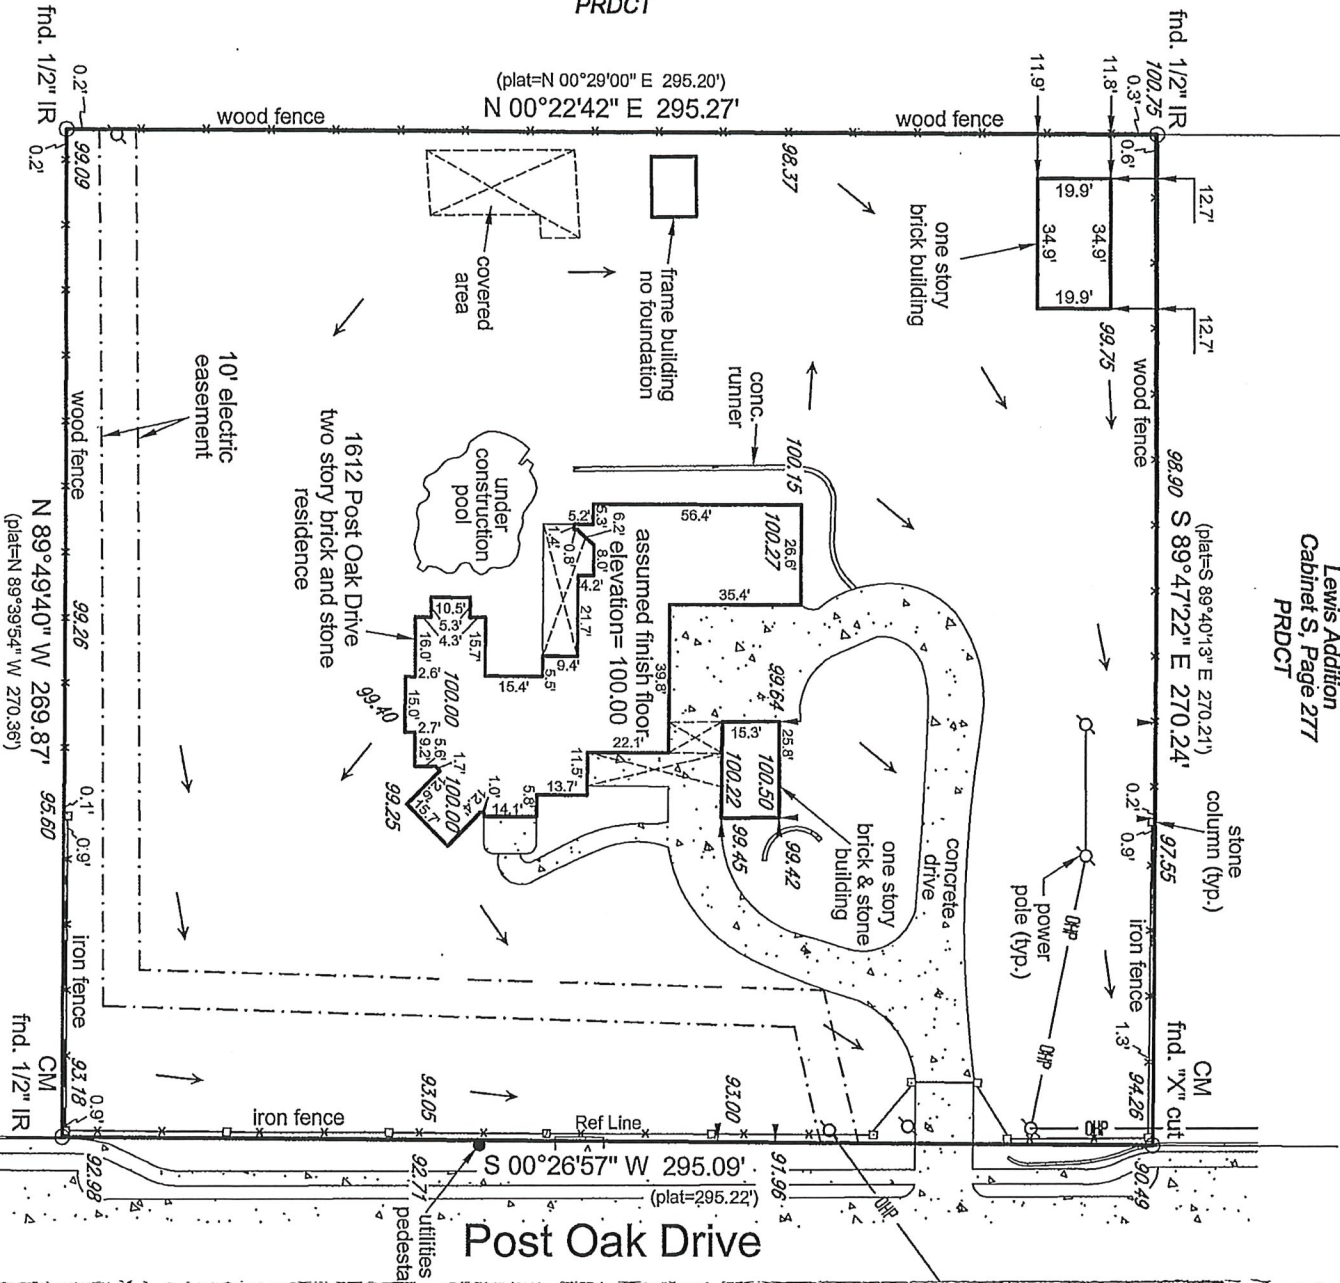 PRDCT
fnd. 1/2" IR
0.2'
0.2'
99.09
wood fence
(plat=N 00°29'00" E 295.20')
N 00°22'42" E 295.27'
wood fence
98.37
11.9'
11.8'
100.75
0.3'
fnd. 1/2" IR
0.6'
12.7'
19.9'
34.9'
34.9'
19.9'
12.7'
99.75
one story
brick building
covered
area
frame building
no foundation
wood fence
98.90
S 89°47'22" E 270.24'
(plat=S 89°40'13" E 270.21')
Lewis Addition
Cabinet S, Page 277
PRDCT
10' electric
easement
conc.
runner
100.15
wood fence
1612 Post Oak Drive
two story brick and stone
residence
under
construction
pool
5.2'
5.3'
56.4'
26.6'
100.27
6.2'
1.4'
0.8'
8.0'
4.2'
21.7'
9.4'
5.5'
assumed finish floor
elevation= 100.00
35.4'
39.8'
10.5'
5.3'
4.3'
16.0'
15.7'
15.4'
2.6'
100.00
15.0'
99.40
2.7'
9.2'
5.6'
1.7'
12.6'
15.7'
100.00
12.4'
99.25
1.0'
14.1'
5.8'
13.7'
11.5'
22.1'
99.64
15.3'
25.8'
100.50
100.22
99.45
99.42
one story
brick & stone
building
concrete
drive
power
pole (typ.)
OHP
OHP
stone
column (typ.)
0.2'
0.9'
97.55
iron fence
1.3'
94.26
CM
fnd. "X" cut
N 89°49'40" W 269.87'
(plat=N 89°39'54" W 270.36')
99.26
0.1'
0.9'
95.60
iron fence
93.18
0.9'
CM
fnd. 1/2" IR
iron fence
93.05
Ref Line
93.00
OHP
92.98
92.71
S 00°26'57" W 295.09'
(plat=295.22')
91.96
90.49
OHP
utilities
pedesta
Post Oak Drive